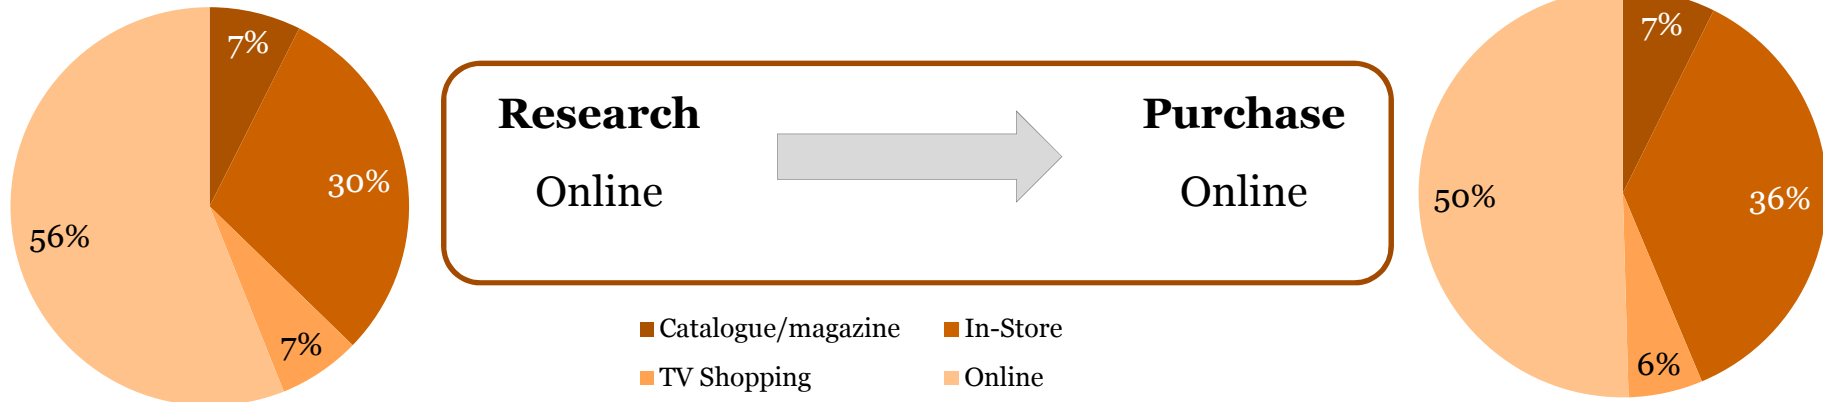 7%
30%
56%
7%
Research
Online
Purchase
Online
Catalogue/magazine
In-Store
TV Shopping
Online
7%
50%
36%
6%